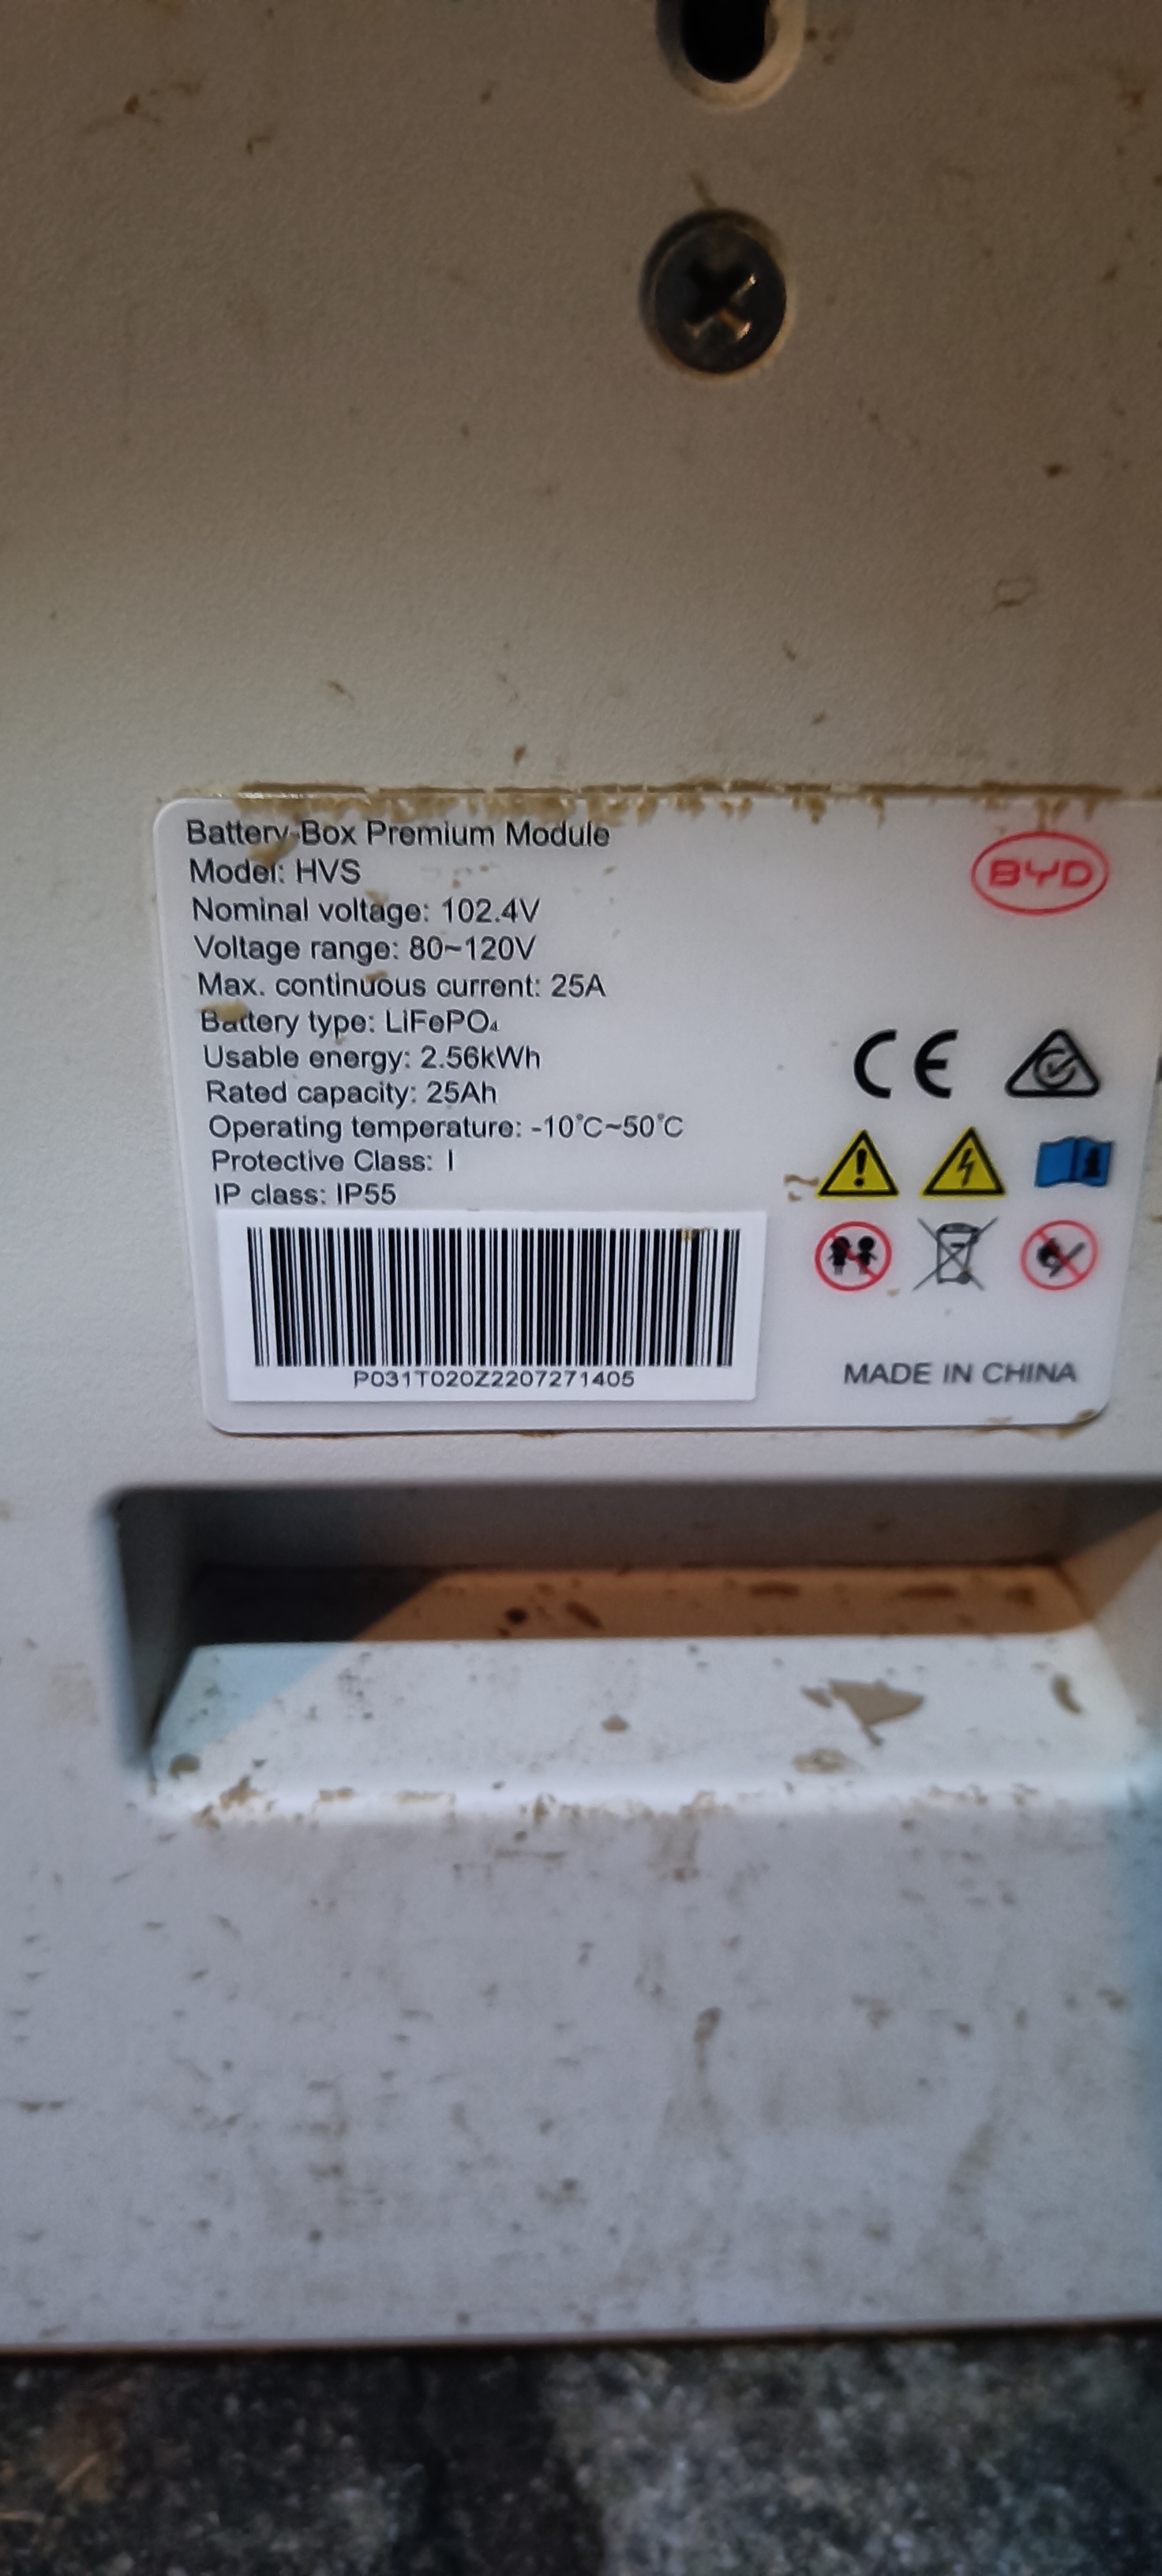 Battery-Box Premium Module
Model: HVS
Nominal voltage: 102.4V
Voltage range: 80~120V
Max. continuous current: 25A
Battery type: LiFePO₄
Usable energy: 2.56kWh
Rated capacity: 25Ah
Operating temperature: -10°C~50°C
Protective Class: I
IP class: IP55
P031T020Z2207271405
BYD
CE
MADE IN CHINA